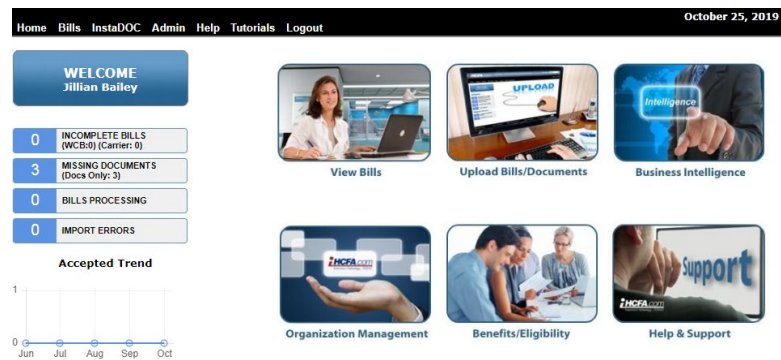 October 25, 2019
Home Bills InstaDOC Admin Help Tutorials Logout
WELCOME
Jillian Bailey
0 INCOMPLETE BILLS
(WCB:0) (Carrier: 0)
3 MISSING DOCUMENTS
(Docs Only: 3)
0 BILLS PROCESSING
0 IMPORT ERRORS
Accepted Trend
1
0
Jun Jul Aug Sep Oct
UPLOAD
Intelligence
View Bills
Upload Bills/Documents
Business Intelligence
iHCFA.com
Support
iHCFA.com
Organization Management
Benefits/Eligibility
Help & Support